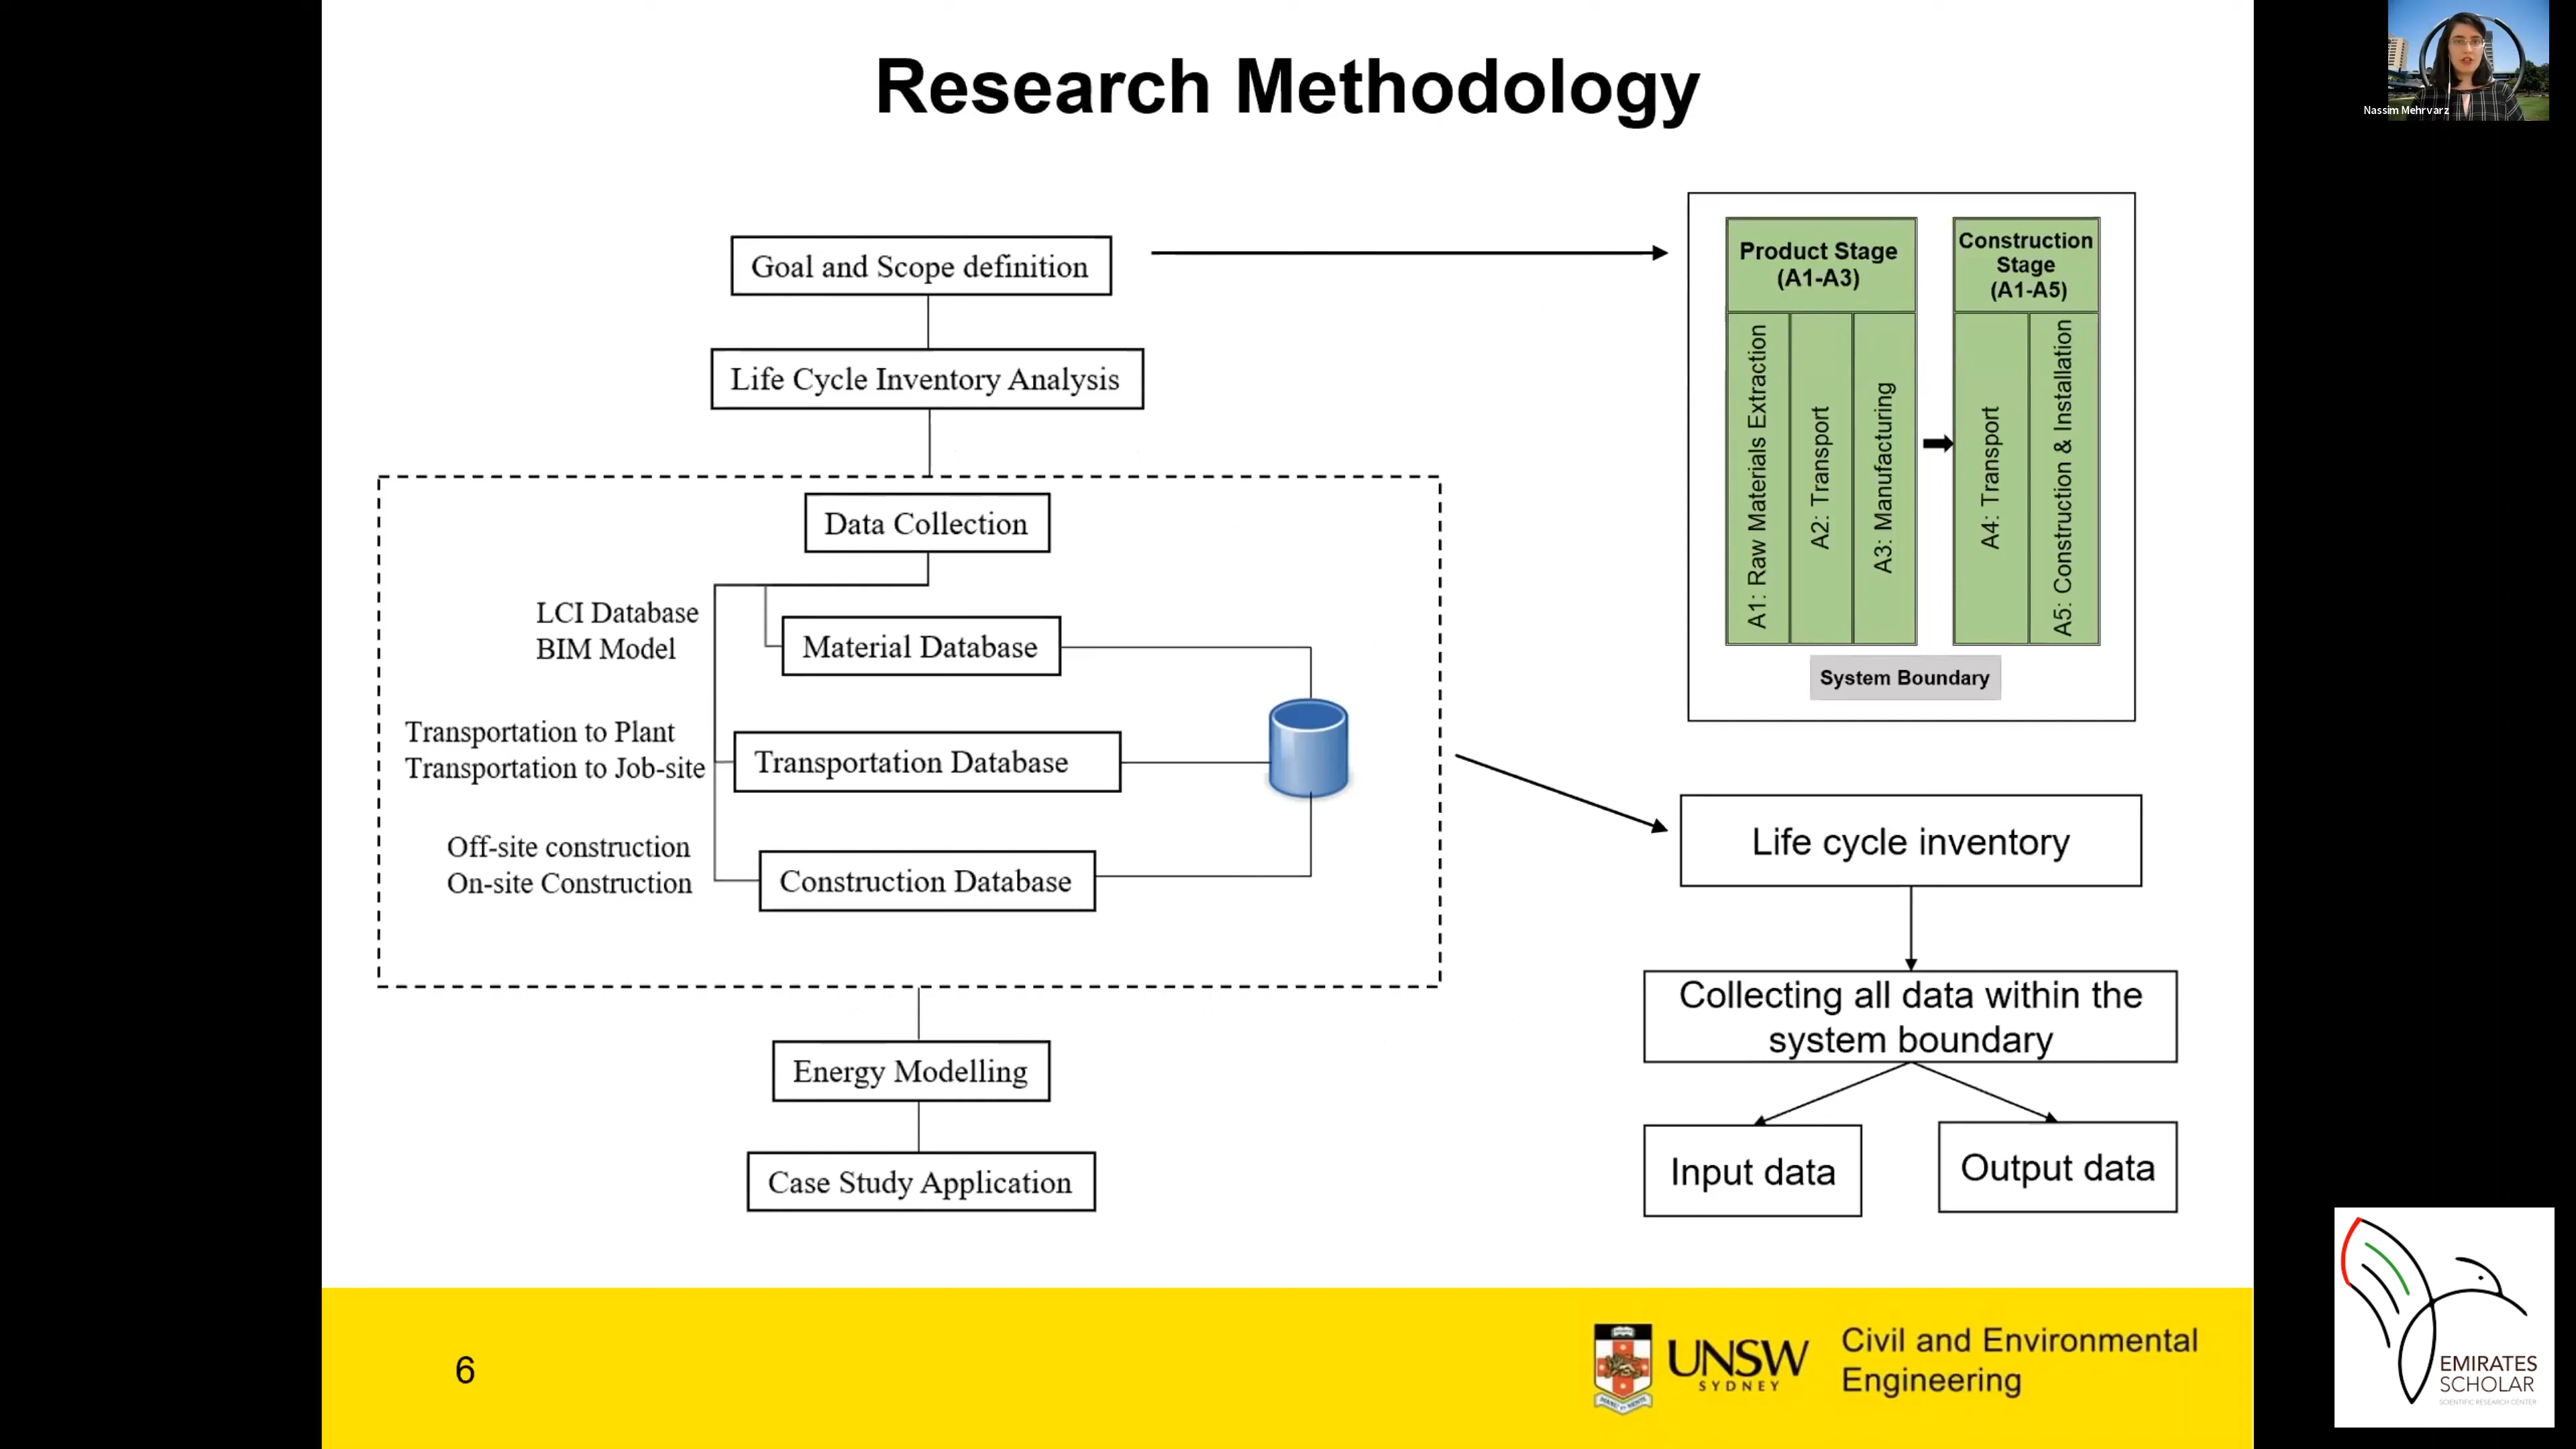 Research Methodology
Nassim Mehrvarz
Goal and Scope definition
Life Cycle Inventory Analysis
Data Collection
LCI Database
BIM Model
Material Database
Transportation to Plant
Transportation to Job-site
Transportation Database
Off-site construction
On-site Construction
Construction Database
Energy Modelling
Case Study Application
Product Stage
(A1-A3)
Construction
Stage
(A1-A5)
A1: Raw Materials Extraction
A2: Transport
A3: Manufacturing
A4: Transport
A5: Construction & Installation
System Boundary
Life cycle inventory
Collecting all data within the
system boundary
Input data
Output data
6
UNSW
SYDNEY
Civil and Environmental
Engineering
EMIRATES
SCHOLAR
SCIENTIFIC RESEARCH CENTER